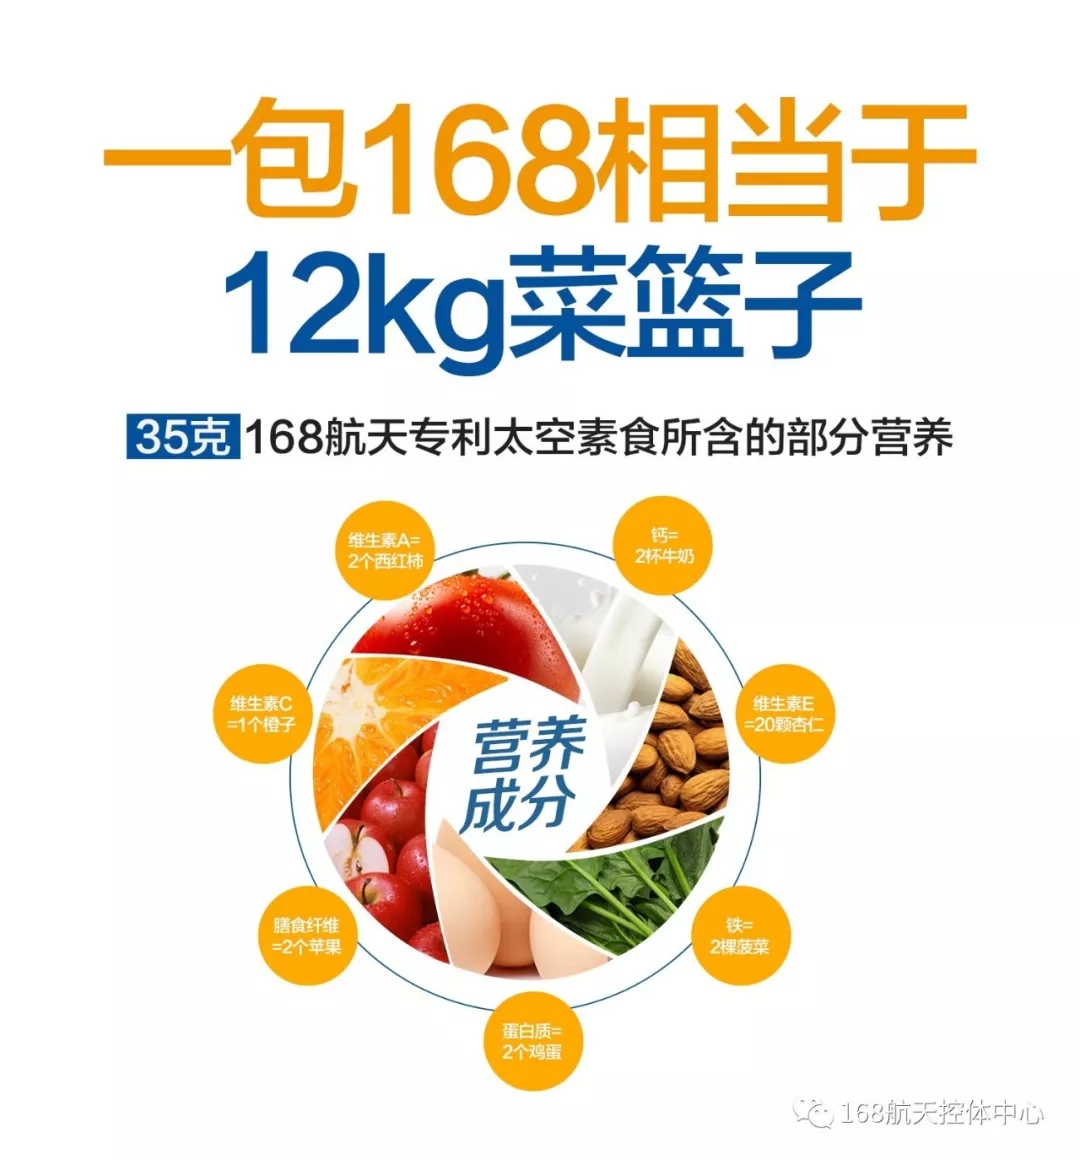 一包168相当于
12kg菜篮子
35克 168航天专利太空素食所含的部分营养
维生素A=
2个西红柿
钙=
2杯牛奶
维生素C
=1个橙子
维生素E
=20颗杏仁
营养
成分
膳食纤维
=2个苹果
铁=
2棵菠菜
蛋白质=
2个鸡蛋
168航天控体中心